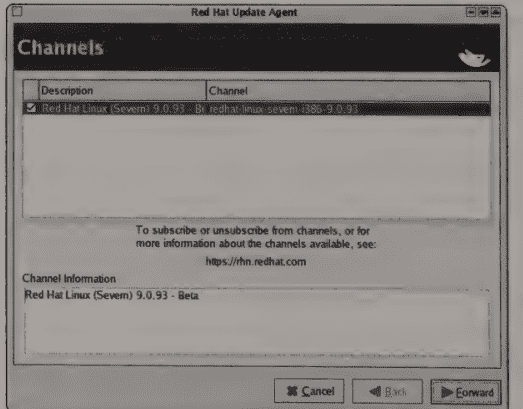 Red Hat Update Agent
Channels
Description Channel
Red Hat Linux (Severn) 9.0.93 - Be redhat-linux-severn-i386-9.0.93
To subscribe or unsubscribe from channels, or for
more information about the channels available, see:
https://rhn.redhat.com
Channel Information
Red Hat Linux (Severn) 9.0.93 - Beta
Cancel Back Forward